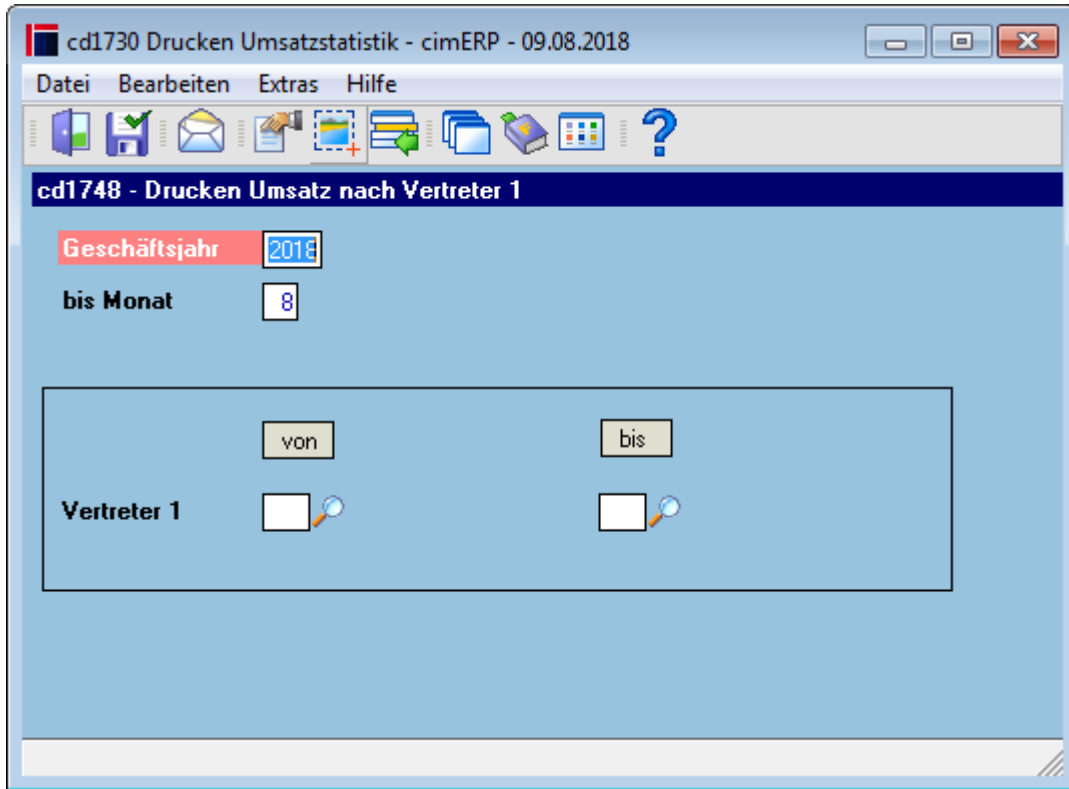 cd1730 Drucken Umsatzstatistik - cimERP - 09.08.2018
Datei Bearbeiten Extras Hilfe
cd1748 - Drucken Umsatz nach Vertreter 1
Geschäftsjahr 2018
bis Monat 8
von bis
Vertreter 1